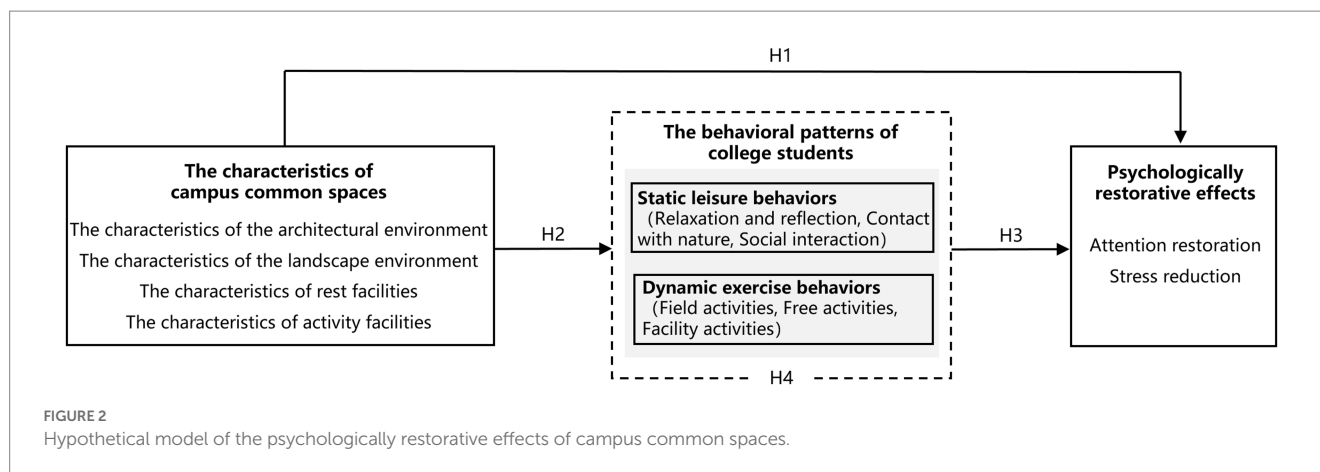 H1
The characteristics of
campus common spaces
The characteristics of the architectural environment
The characteristics of the landscape environment
The characteristics of rest facilities
The characteristics of activity facilities
H2
The behavioral patterns of
college students
Static leisure behaviors
(Relaxation and reflection, Contact
with nature, Social interaction)
Dynamic exercise behaviors
(Field activities, Free activities,
Facility activities)
H4
H3
Psychologically
restorative effects
Attention restoration
Stress reduction
FIGURE 2
Hypothetical model of the psychologically restorative effects of campus common spaces.